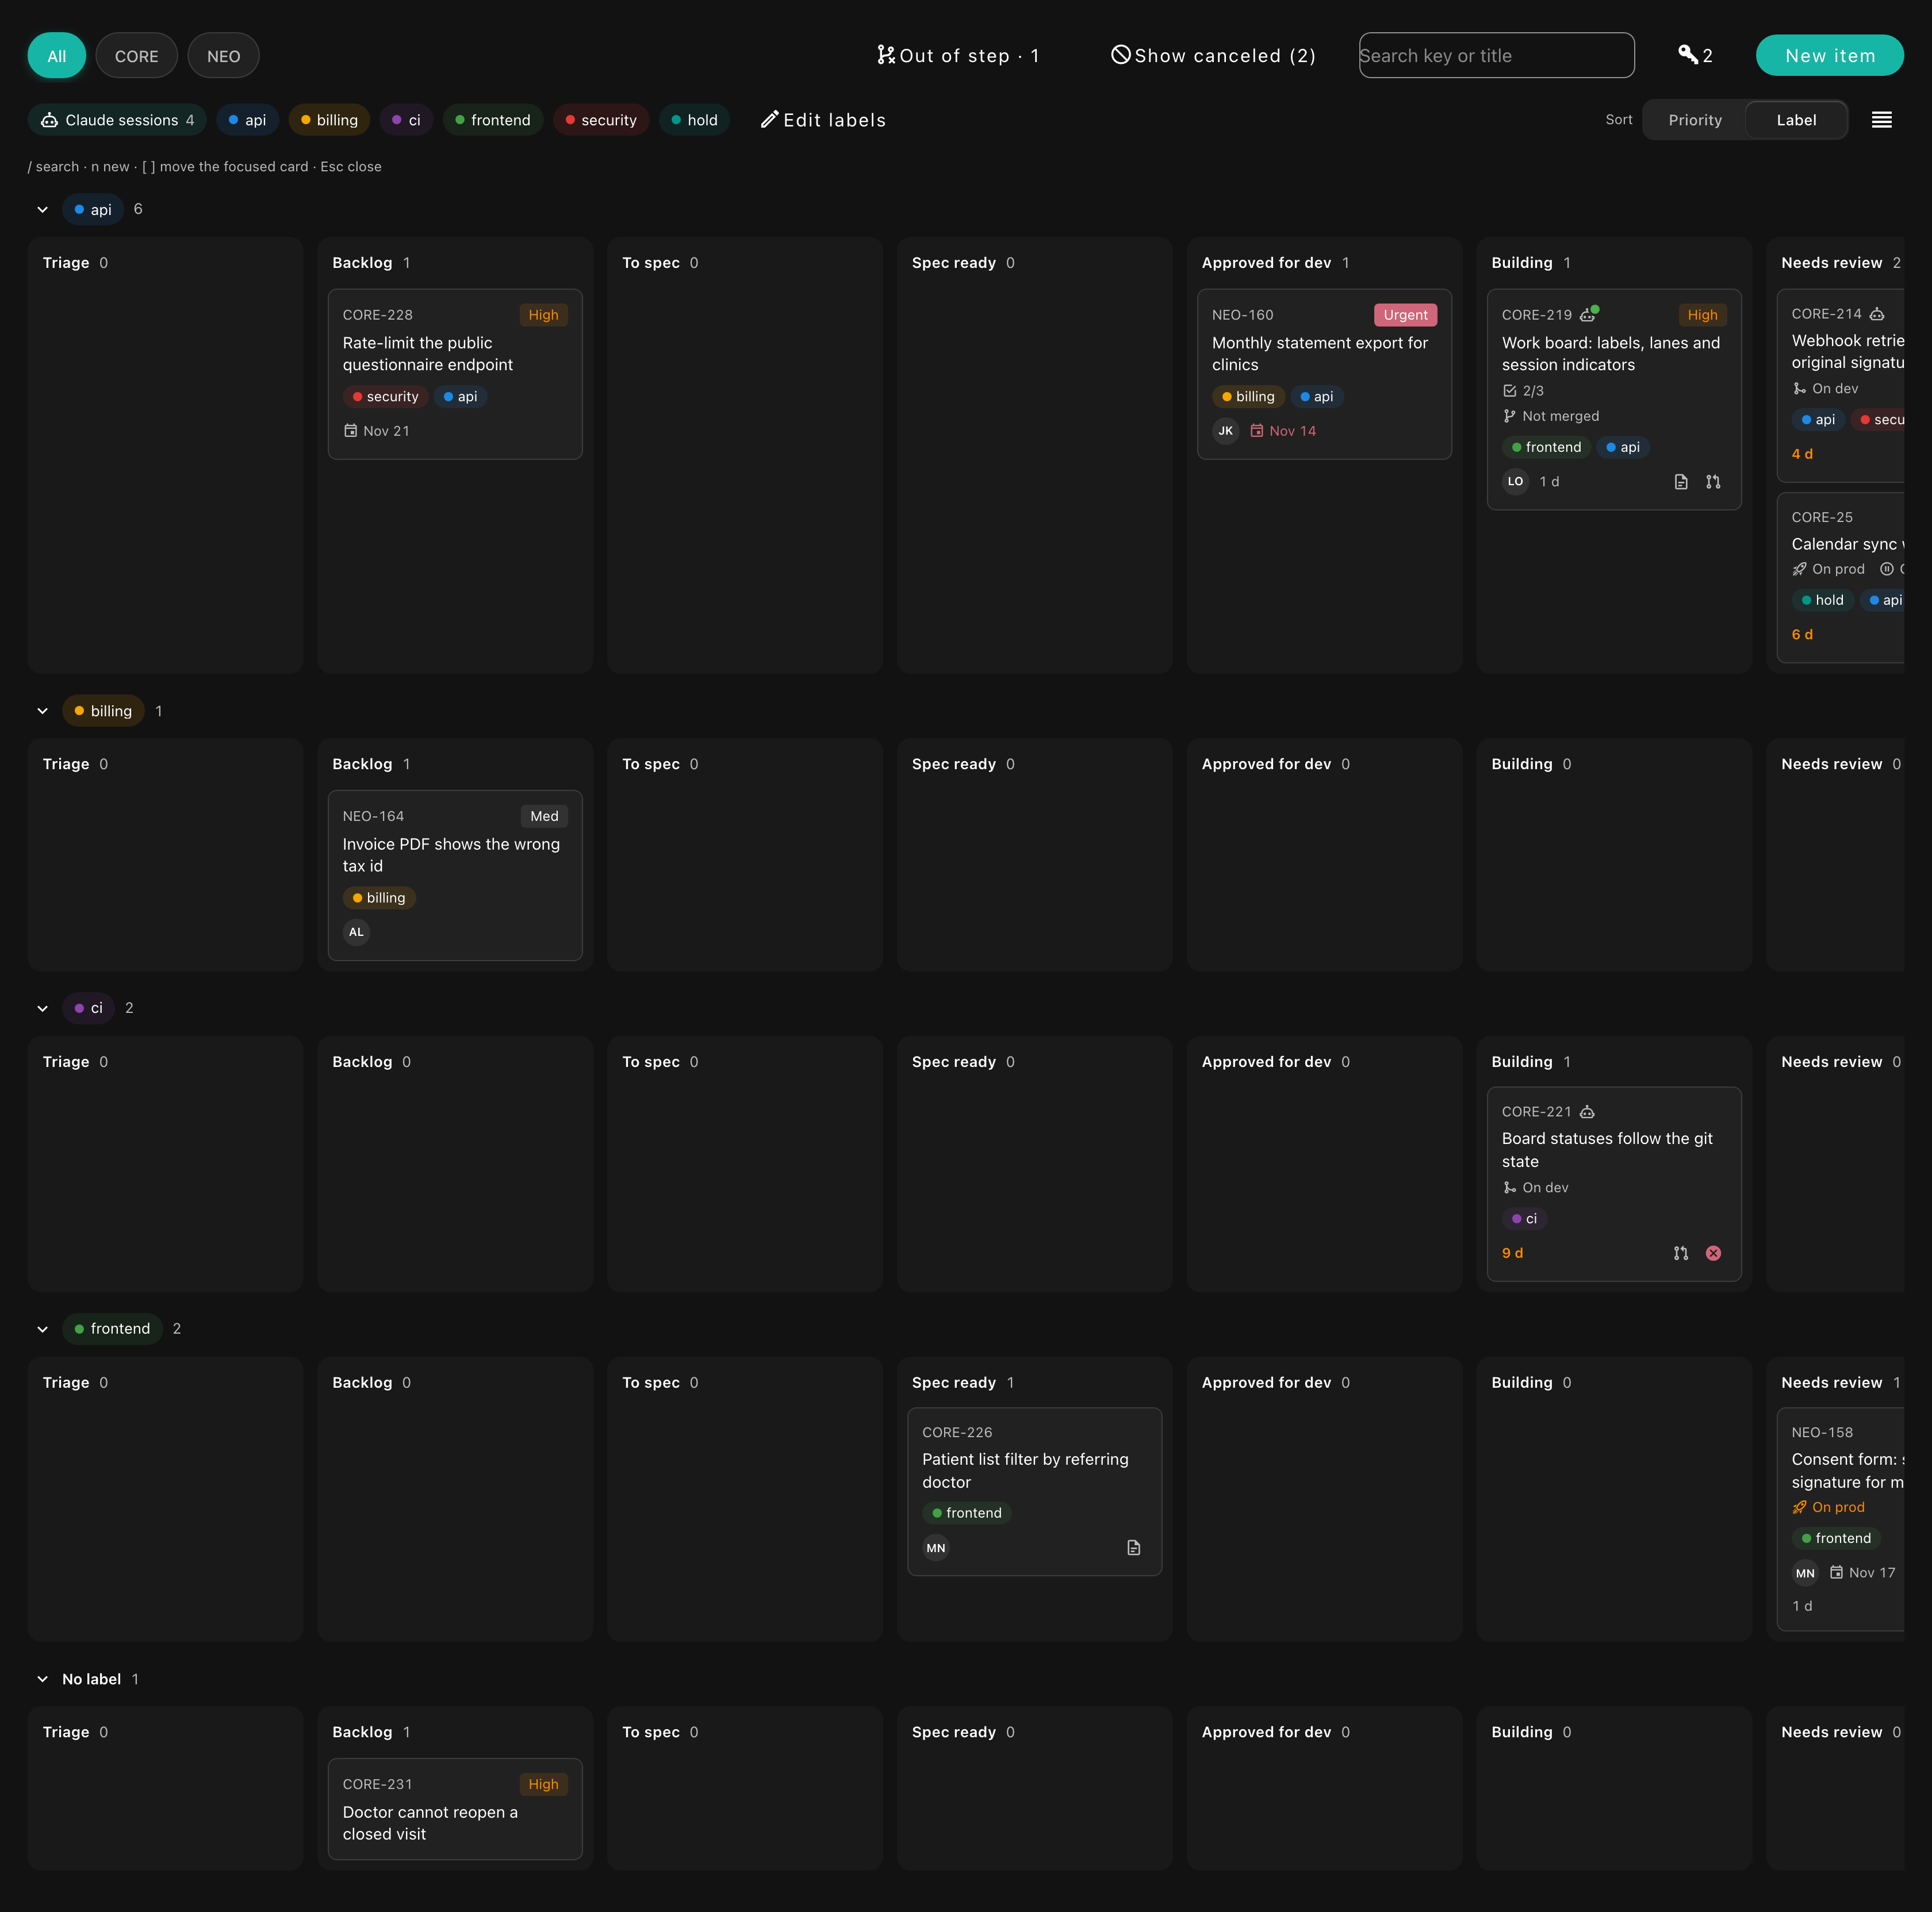 All CORE NEO Out of step · 1 Show canceled (2) Search key or title 2 New item
Claude sessions 4 api billing ci frontend security hold Edit labels Sort Priority Label
/ search · n new · [ ] move the focused card · Esc close
api 6
Triage 0
Backlog 1
CORE-228 High
Rate-limit the public
questionnaire endpoint
security api
Nov 21
To spec 0
Spec ready 0
Approved for dev 1
NEO-160 Urgent
Monthly statement export for
clinics
billing api
JK Nov 14
Building 1
CORE-219 High
Work board: labels, lanes and
session indicators
2/3
Not merged
frontend api
LO 1 d
Needs review 2
CORE-214
Webhook retrie
original signatu
On dev
api secu
4 d
CORE-25
Calendar sync
On prod
hold api
6 d
billing 1
Triage 0
Backlog 1
NEO-164 Med
Invoice PDF shows the wrong
tax id
billing
AL
To spec 0
Spec ready 0
Approved for dev 0
Building 0
Needs review 0
ci 2
Triage 0
Backlog 0
To spec 0
Spec ready 0
Approved for dev 0
Building 1
CORE-221
Board statuses follow the git
state
On dev
ci
9 d
Needs review 0
frontend 2
Triage 0
Backlog 0
To spec 0
Spec ready 1
CORE-226
Patient list filter by referring
doctor
frontend
MN
Approved for dev 0
Building 0
Needs review 1
NEO-158
Consent form:
signature for m
On prod
frontend
MN Nov 17
1 d
No label 1
Triage 0
Backlog 1
CORE-231 High
Doctor cannot reopen a
closed visit
To spec 0
Spec ready 0
Approved for dev 0
Building 0
Needs review 0